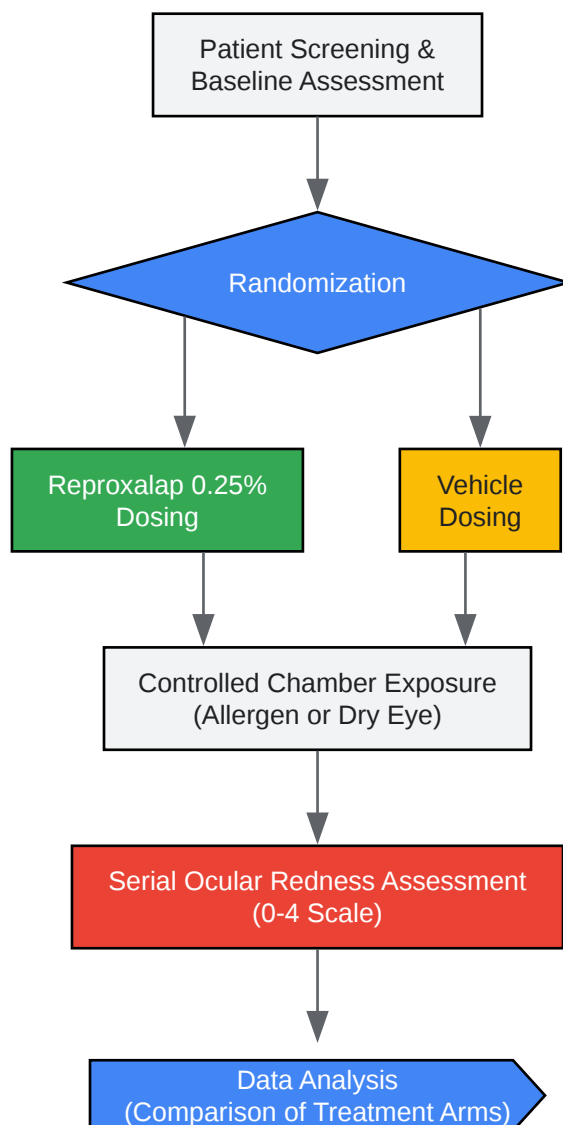 Patient Screening &
Baseline Assessment
Randomization
Reproxalap 0.25%
Dosing
Vehicle
Dosing
Controlled Chamber Exposure
(Allergen or Dry Eye)
Serial Ocular Redness Assessment
(0-4 Scale)
Data Analysis
(Comparison of Treatment Arms)